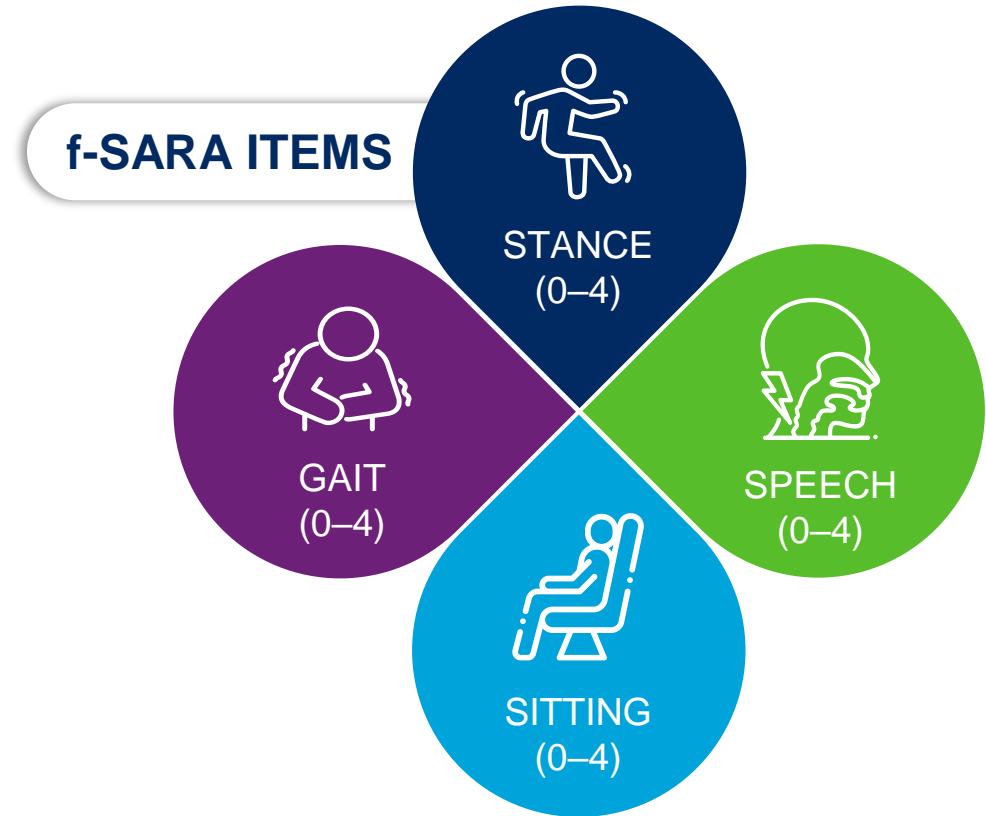 f-SARA ITEMS
STANCE
(0–4)
GAIT
(0–4)
SPEECH
(0–4)
SITTING
(0–4)